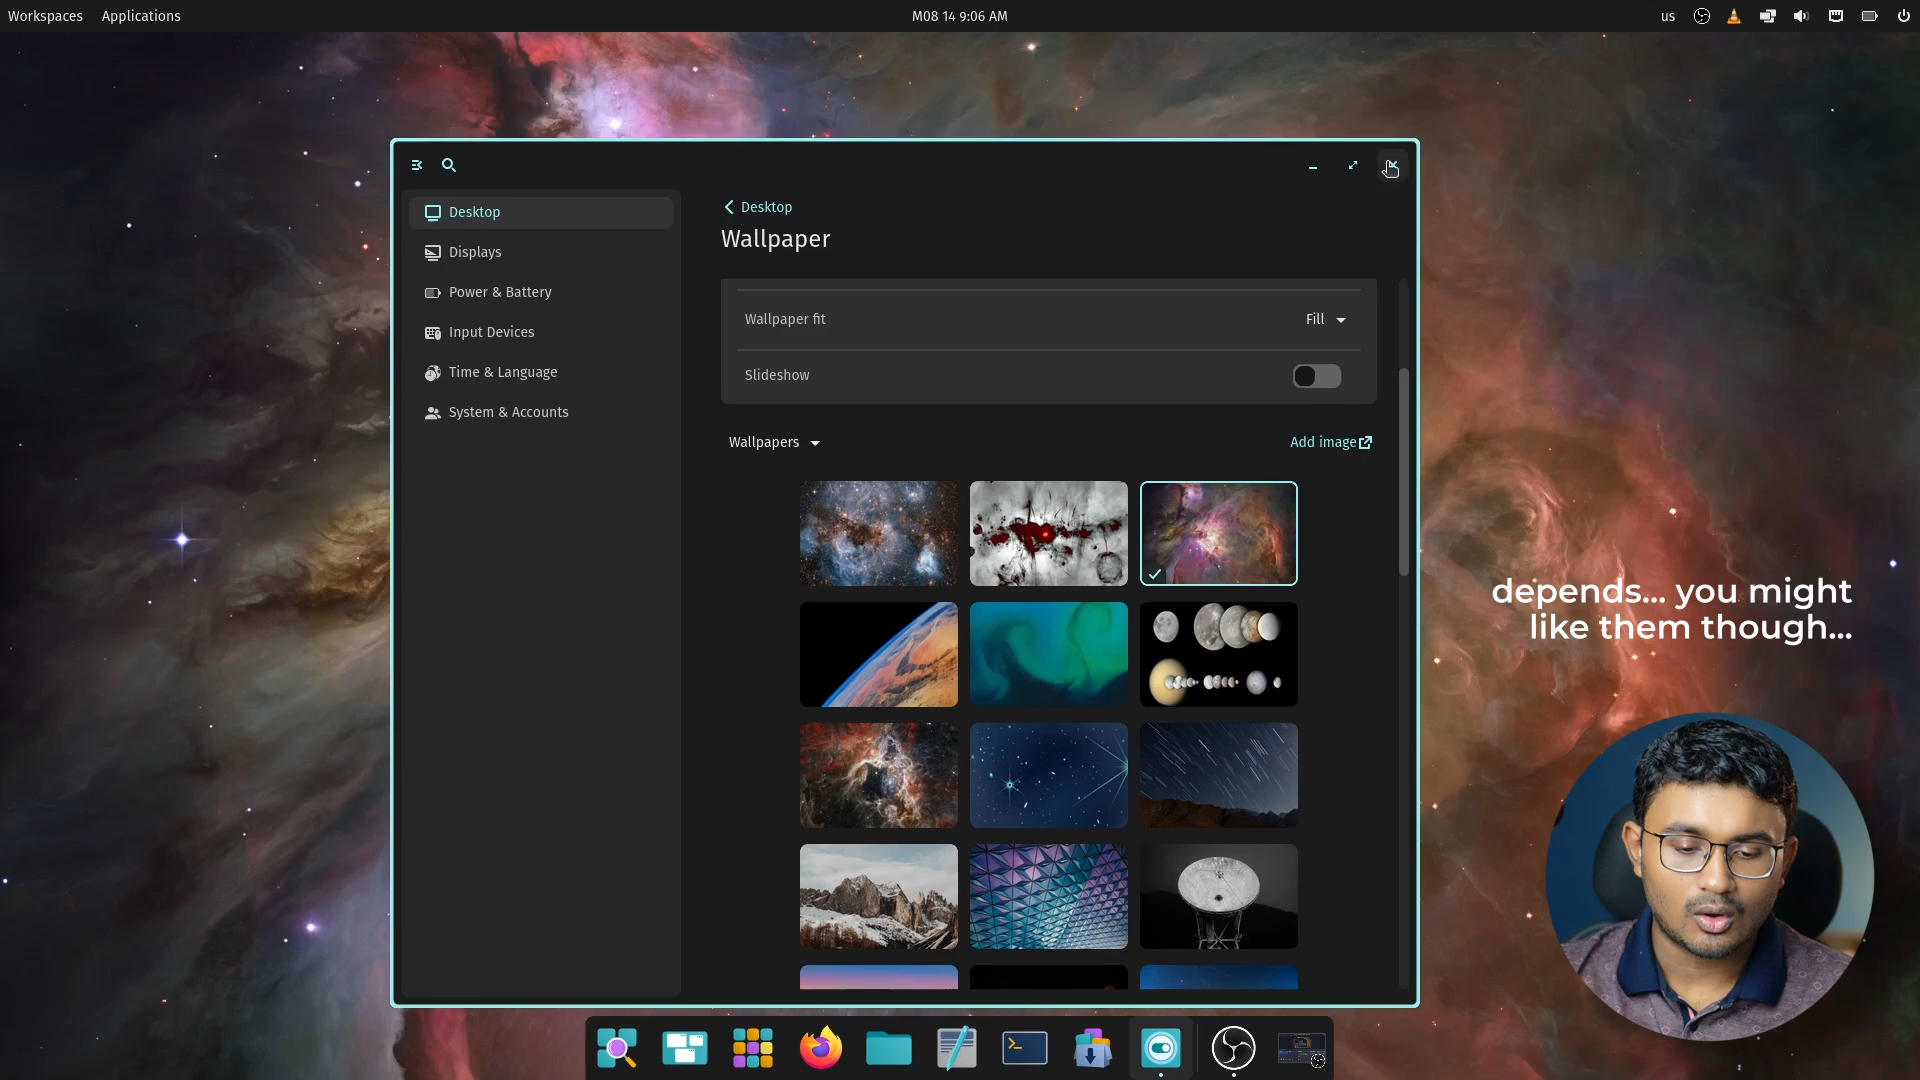 Workspaces Applications M08 14 9:06 AM us
Desktop
Displays
Power & Battery
Input Devices
Time & Language
System & Accounts
Desktop
Wallpaper
Wallpaper fit Fill
Slideshow
Wallpapers Add image
depends... you might
like them though...